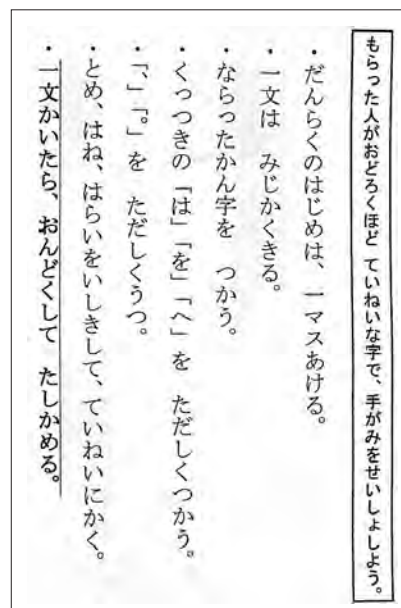 もらった人がおどろくほど ていねいな字で、手がみをせいしょしよう。
・だんらくのはじめは、一マスあける。
・一文は みじかくきる。
・ならったかん字を つかう。
・くっつきの「は」「を」「へ」を ただしくつかう。
・「、」「。」を ただしくうつ。
・とめ、はね、はらいをいしきして、ていねいにかく。
・一文かいたら、おんどくして たしかめる。